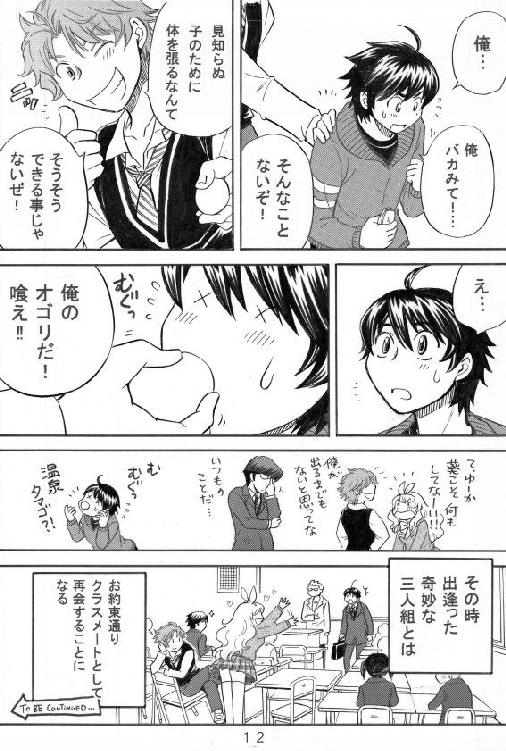 俺…
俺
バカみて！…
そんなこと
ないぞ！
見知らぬ
子のために
体を張るなんて
そうそう
できる事じゃ
ないぜ！
え…
むぐっ
俺の
オゴリだ！
喰え!!
てゆーか
葵こそ何も
してな〜い!!!
俺が、
出るまでも
ないと思ってな
いつもの
ことだ…
む
むぐっ
温泉
タマゴ?!
その時
出逢った
奇妙な
三人組とは
お約束通り
クラスメートとして
再会することに
なる
TO BE CONTINUED...
12